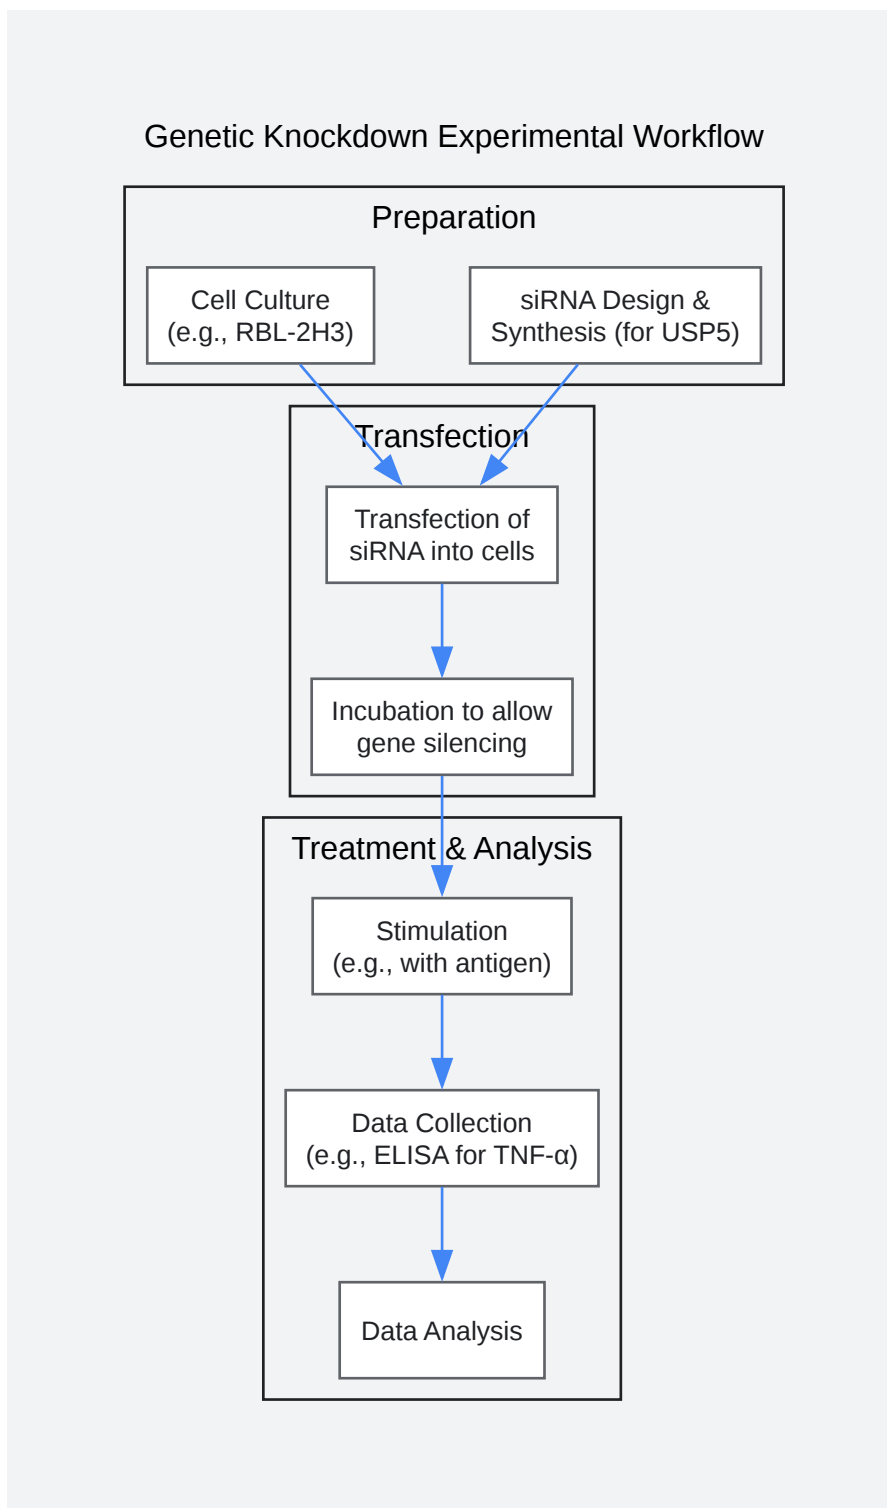 Genetic Knockdown Experimental Workflow
Preparation
Cell Culture
(e.g., RBL-2H3)
siRNA Design &
Synthesis (for USP5)
Transfection
Transfection of
siRNA into cells
Incubation to allow
gene silencing
Treatment & Analysis
Stimulation
(e.g., with antigen)
Data Collection
(e.g., ELISA for TNF-α)
Data Analysis